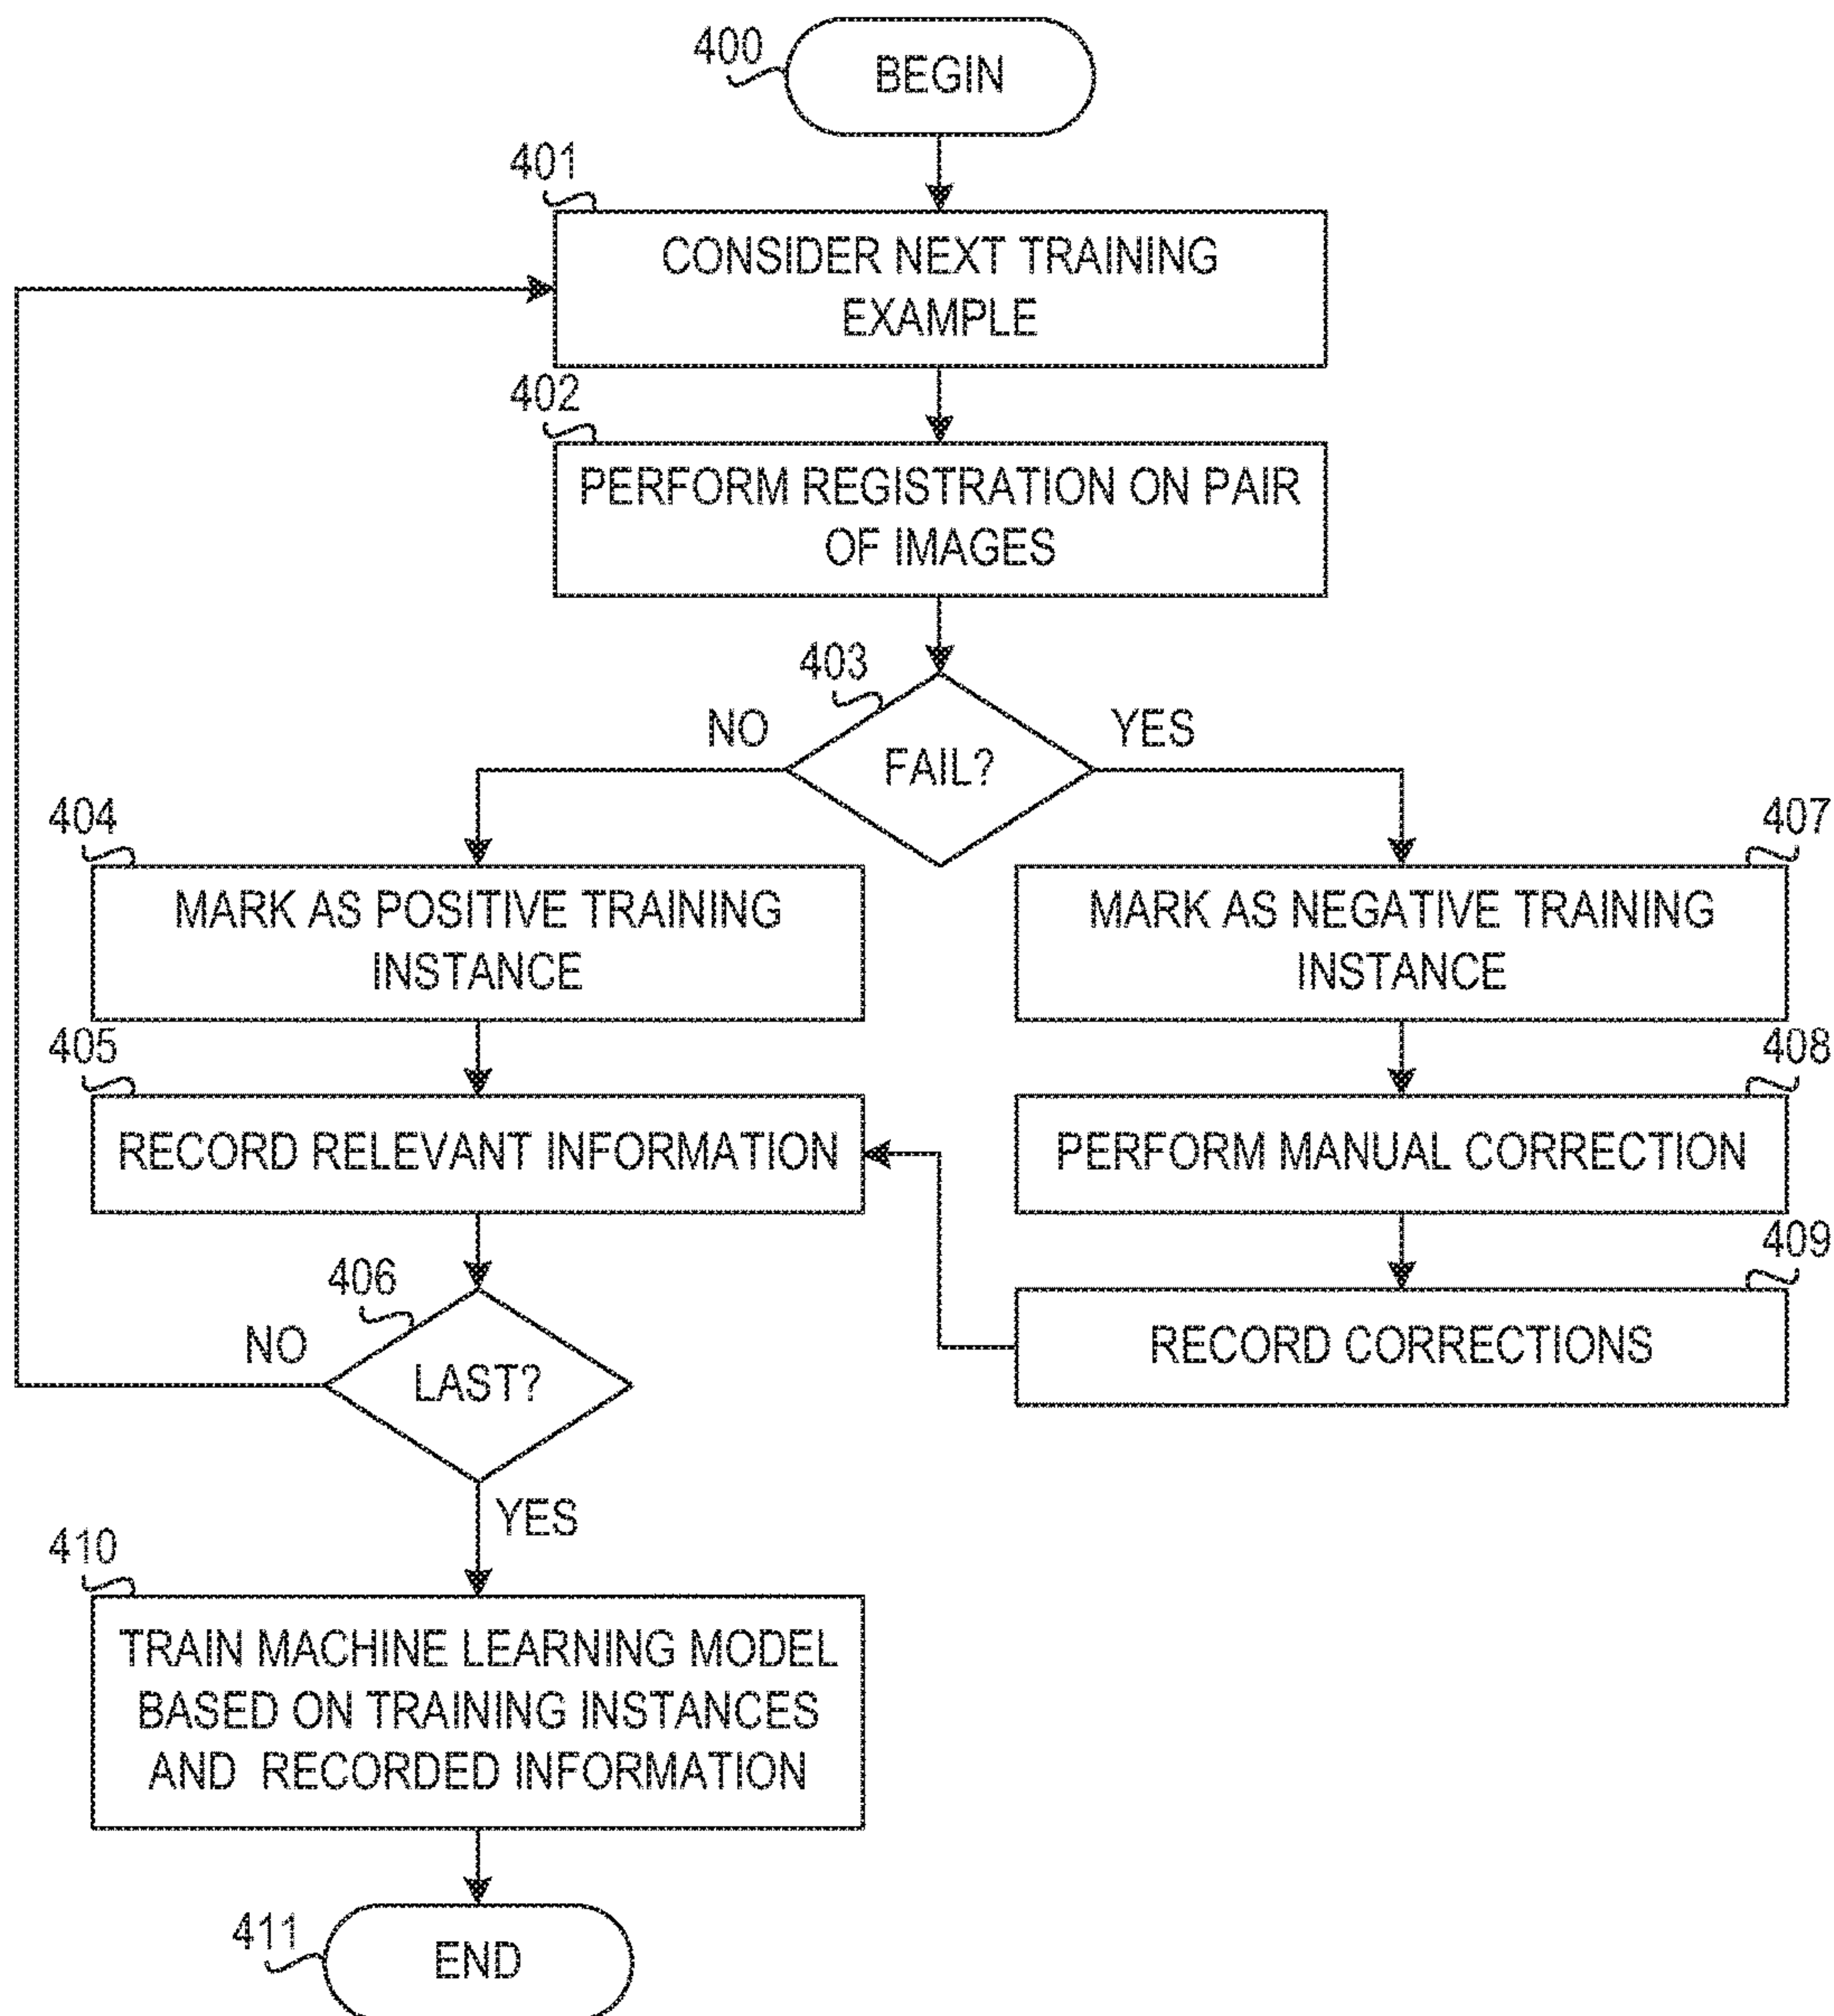 400
BEGIN
401
CONSIDER NEXT TRAINING
EXAMPLE
402
PERFORM REGISTRATION ON PAIR
OF IMAGES
403
NO
YES
FAIL?
404
MARK AS POSITIVE TRAINING
INSTANCE
407
MARK AS NEGATIVE TRAINING
INSTANCE
405
RECORD RELEVANT INFORMATION
408
PERFORM MANUAL CORRECTION
409
RECORD CORRECTIONS
406
NO
LAST?
YES
410
TRAIN MACHINE LEARNING MODEL
BASED ON TRAINING INSTANCES
AND RECORDED INFORMATION
411
END